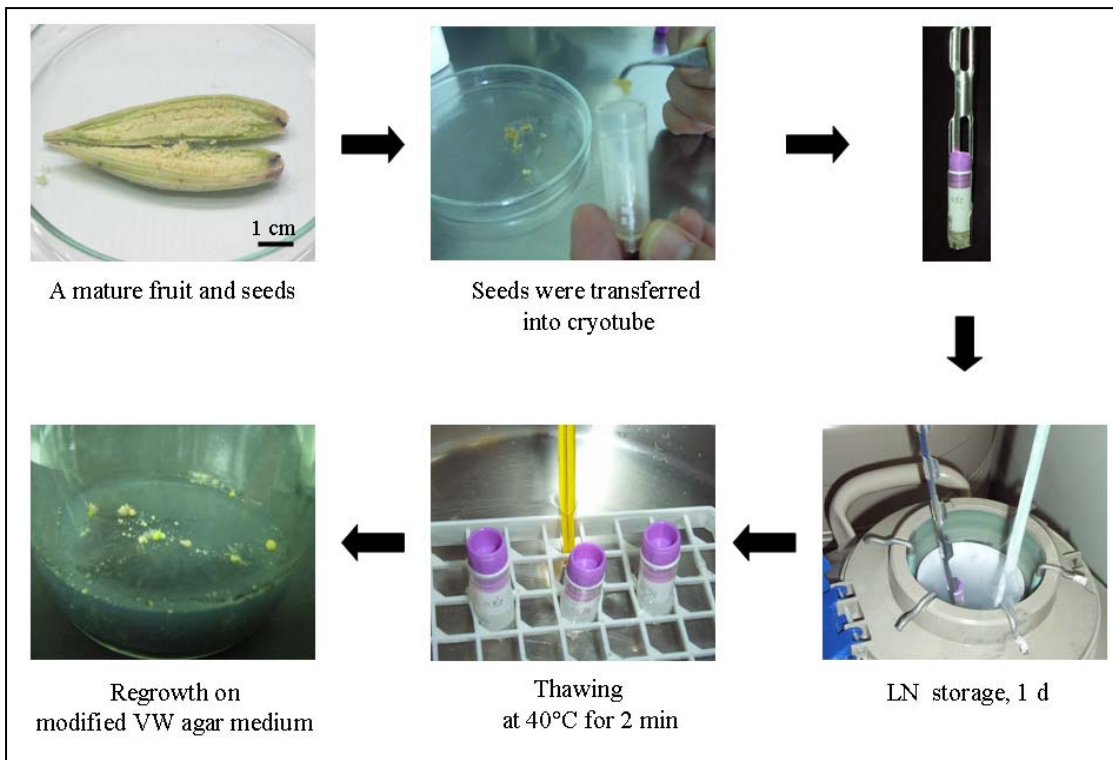 1 cm
A mature fruit and seeds
Seeds were transferred
into cryotube
LN storage, 1 d
Thawing
at 40°C for 2 min
Regrowth on
modified VW agar medium